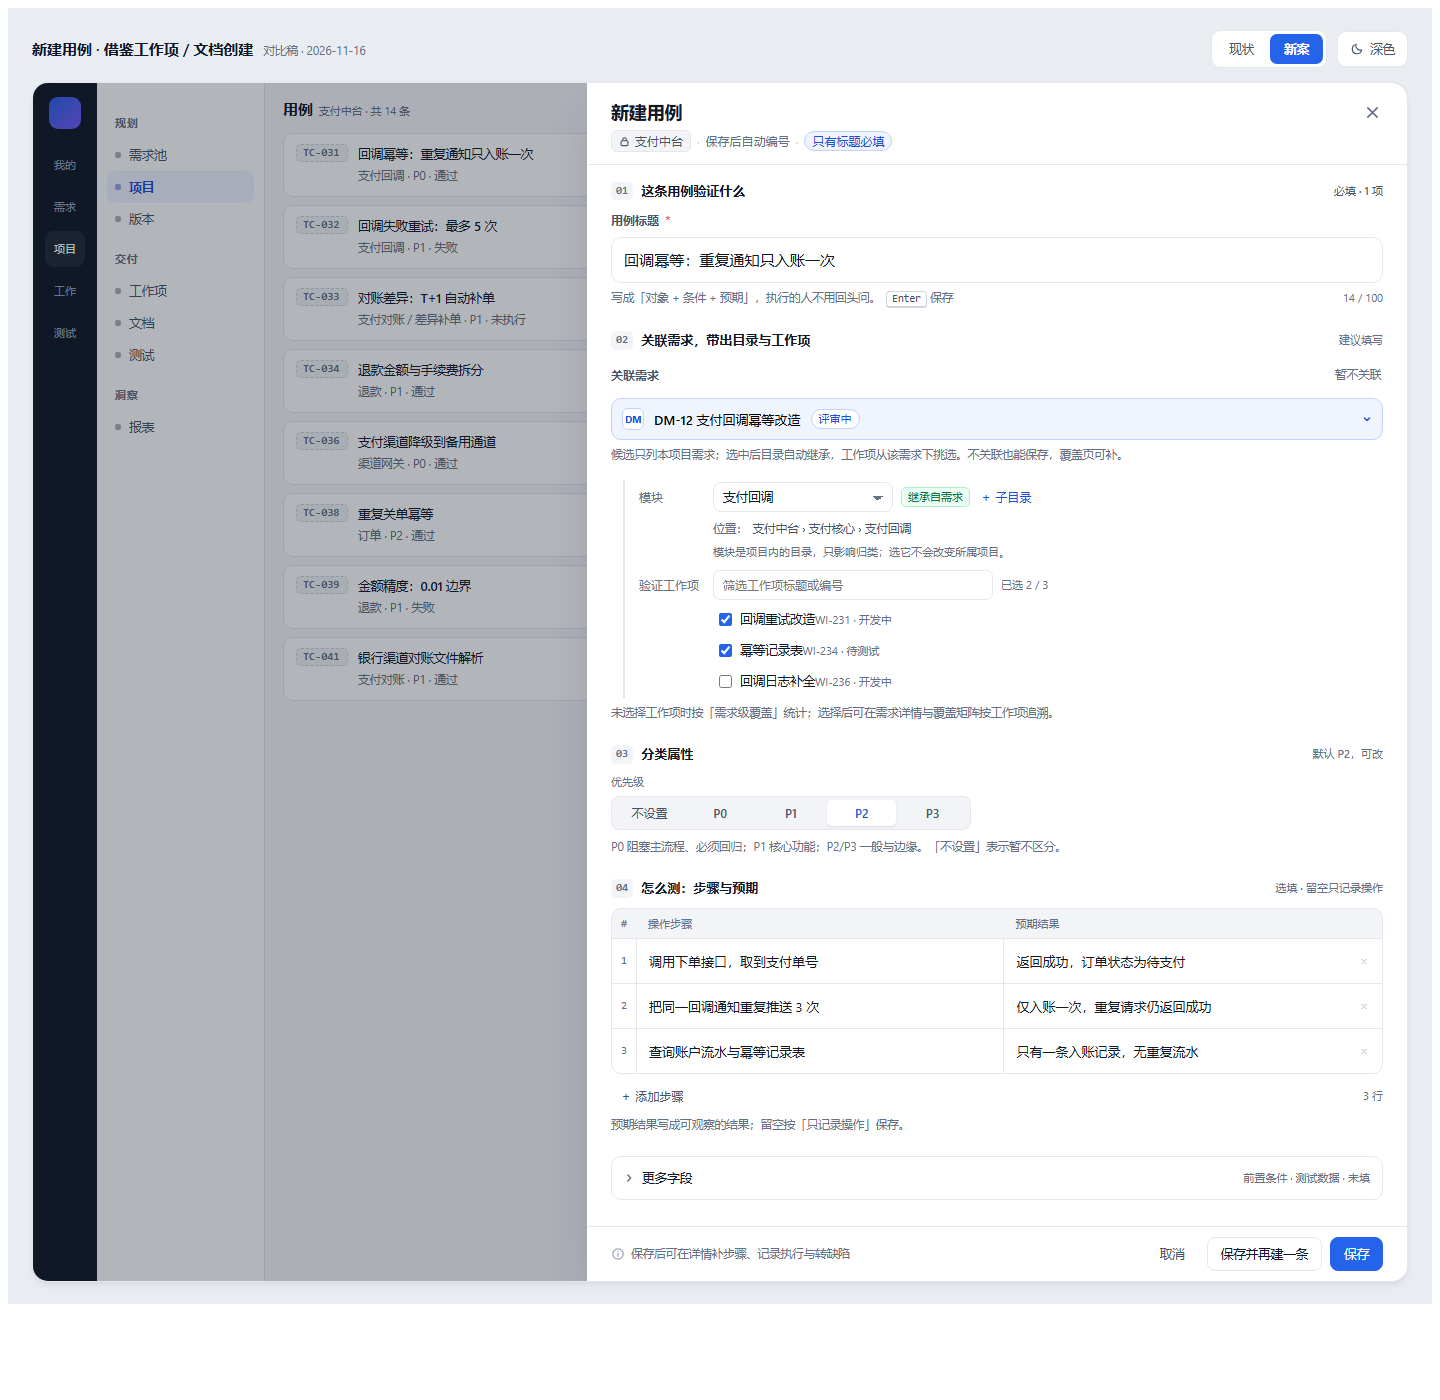 新建用例 · 借鉴工作项 / 文档创建 对比稿 · 2026-11-16
现状 新案 深色
我的
需求
项目
工作
测试
规划
需求池
项目
版本
交付
工作项
文档
测试
洞察
报表
用例 支付中台 · 共 14 条
TC-031 回调幂等：重复通知只入账一次
支付回调 · P0 · 通过
TC-032 回调失败重试：最多 5 次
支付回调 · P1 · 失败
TC-033 对账差异：T+1 自动补单
支付对账 / 差异补单 · P1 · 未执行
TC-034 退款金额与手续费拆分
退款 · P1 · 通过
TC-036 支付渠道降级到备用通道
渠道网关 · P0 · 通过
TC-038 重复关单幂等
订单 · P2 · 通过
TC-039 金额精度：0.01 边界
退款 · P1 · 失败
TC-041 银行渠道对账文件解析
支付对账 · P1 · 通过
新建用例
支付中台 · 保存后自动编号 · 只有标题必填
01 这条用例验证什么 必填 · 1 项
用例标题 *
回调幂等：重复通知只入账一次
写成「对象 + 条件 + 预期」，执行的人不用回头问。 Enter 保存 14 / 100
02 关联需求，带出目录与工作项 建议填写
关联需求 暂不关联
DM DM-12 支付回调幂等改造 评审中
候选只列本项目需求；选中后目录自动继承，工作项从该需求下挑选。不关联也能保存，覆盖页可补。
模块 支付回调 继承自需求 + 子目录
位置： 支付中台 › 支付核心 › 支付回调
模块是项目内的目录，只影响归类；选它不会改变所属项目。
验证工作项 筛选工作项标题或编号 已选 2 / 3
回调重试改造WI-231 · 开发中
幂等记录表WI-234 · 待测试
回调日志补全WI-236 · 开发中
未选择工作项时按「需求级覆盖」统计；选择后可在需求详情与覆盖矩阵按工作项追溯。
03 分类属性 默认 P2，可改
优先级
不设置 P0 P1 P2 P3
P0 阻塞主流程、必须回归；P1 核心功能；P2/P3 一般与边缘。「不设置」表示暂不区分。
04 怎么测：步骤与预期 选填 · 留空只记录操作
# 操作步骤 预期结果
1 调用下单接口，取到支付单号 返回成功，订单状态为待支付 ×
2 把同一回调通知重复推送 3 次 仅入账一次，重复请求仍返回成功 ×
3 查询账户流水与幂等记录表 只有一条入账记录，无重复流水 ×
+ 添加步骤 3 行
预期结果写成可观察的结果；留空按「只记录操作」保存。
更多字段 前置条件 · 测试数据 · 未填
保存后可在详情补步骤、记录执行与转缺陷 取消 保存并再建一条 保存